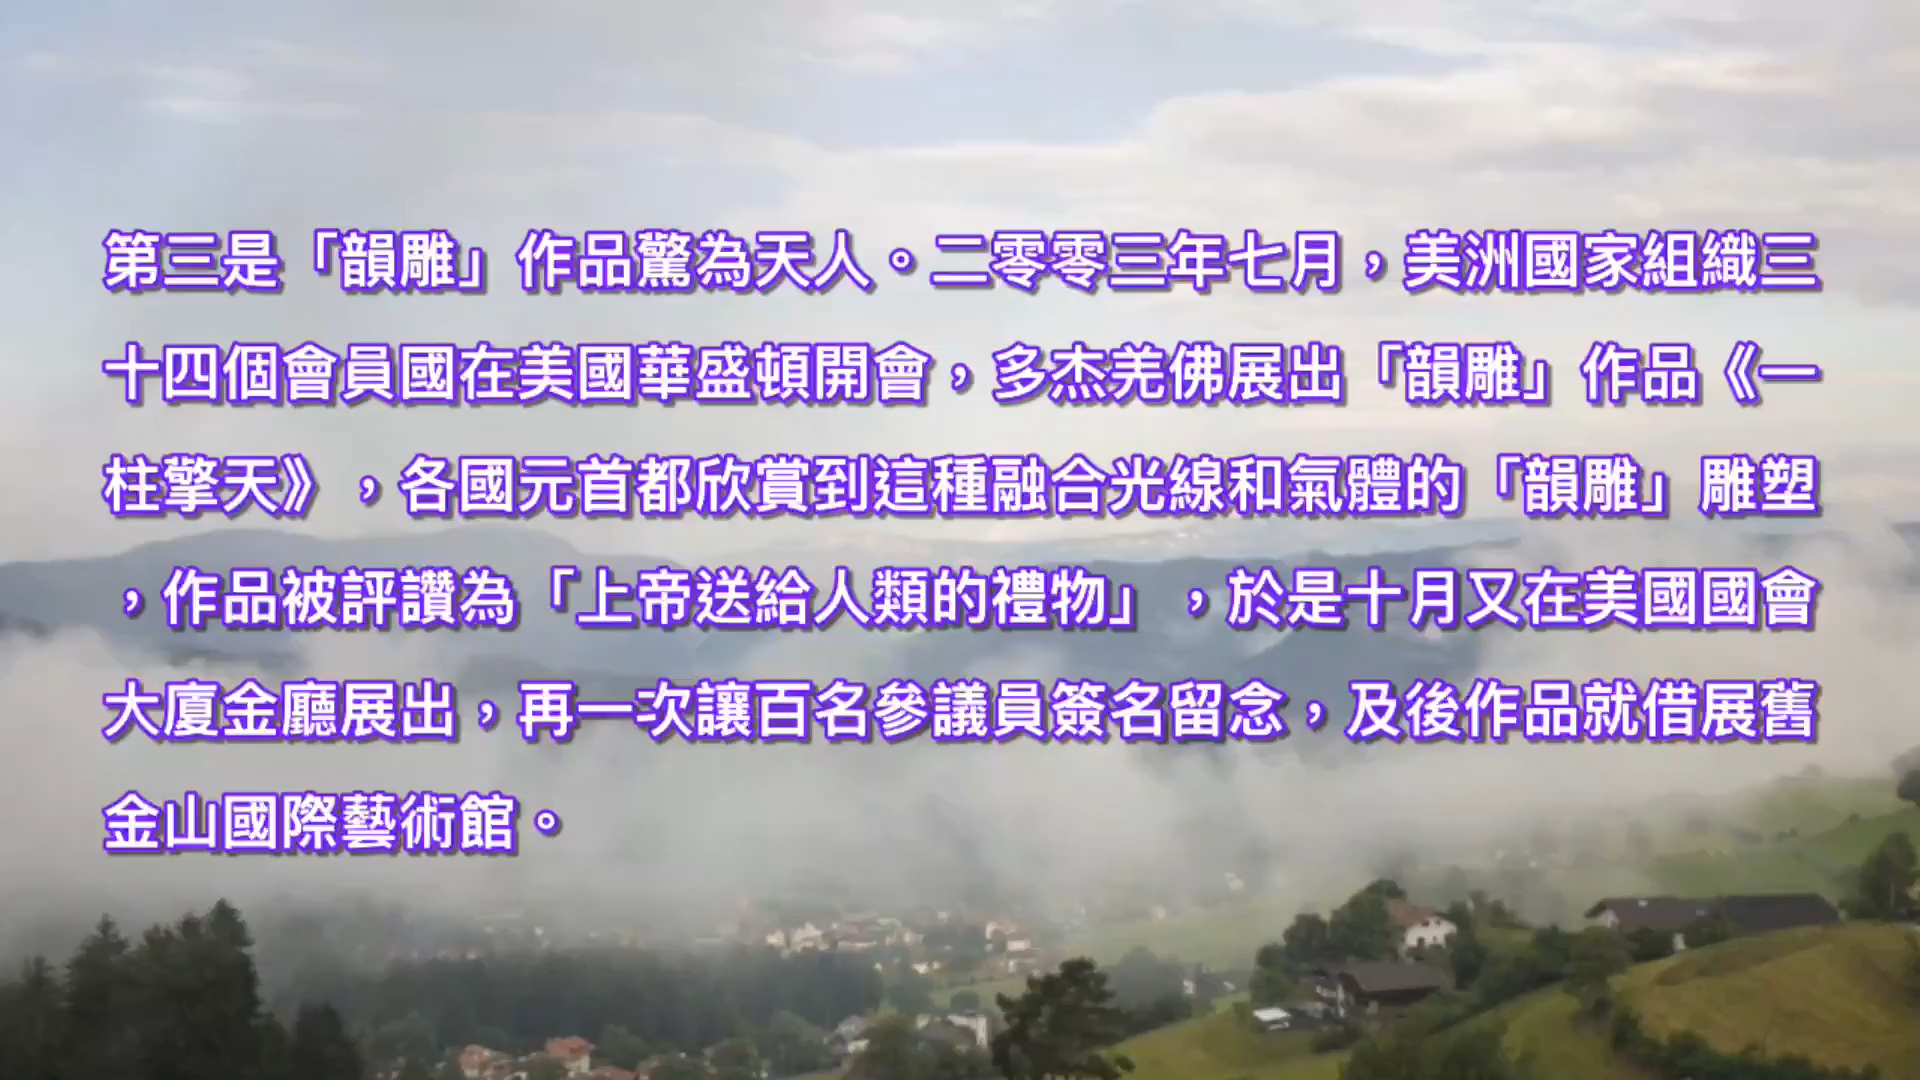 第三是「韻雕」作品驚為天人。二零零三年七月，美洲國家組織三
十四個會員國在美國華盛頓開會，多杰羌佛展出「韻雕」作品《一
柱擎天》，各國元首都欣賞到這種融合光線和氣體的「韻雕」雕塑
，作品被評讚為「上帝送給人類的禮物」，於是十月又在美國國會
大廈金廳展出，再一次讓百名參議員簽名留念，及後作品就借展舊
金山國際藝術館。